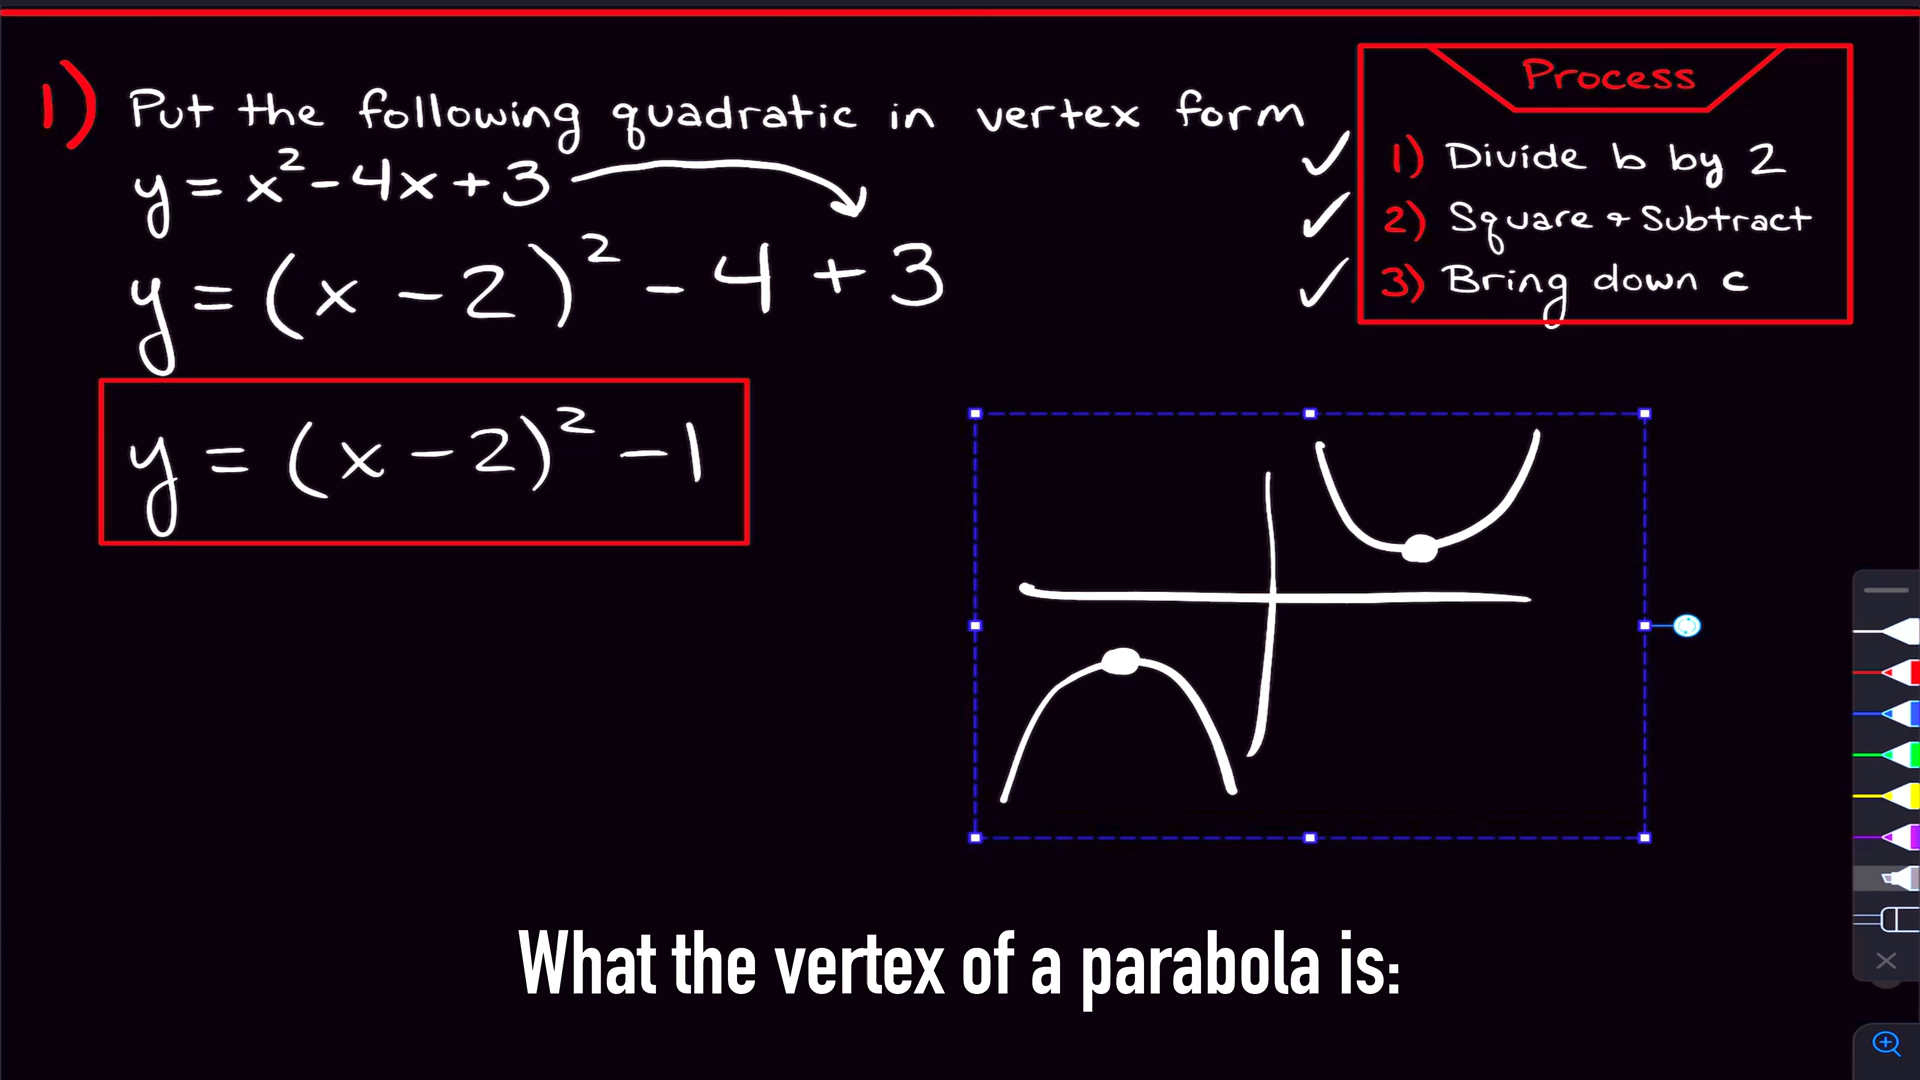 1) Put the following quadratic in vertex form
y = x² - 4x + 3
y = (x - 2)² - 4 + 3
y = (x - 2)² - 1
Process
1) Divide b by 2
2) Square + Subtract
3) Bring down c
What the vertex of a parabola is: